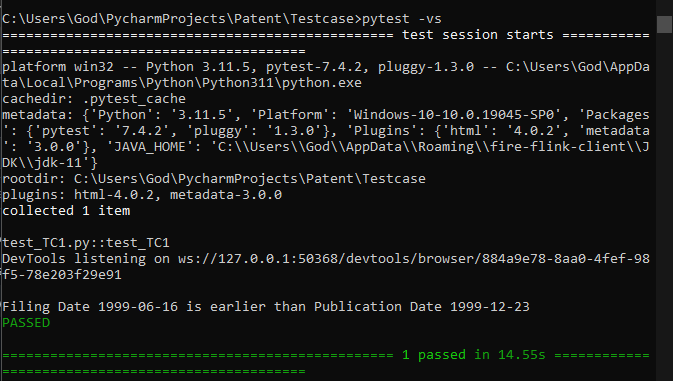 C:\Users\God\PycharmProjects\Patent\Testcase>pytest -vs
================================================= test session starts ===========
======================================
platform win32 -- Python 3.11.5, pytest-7.4.2, pluggy-1.3.0 -- C:\Users\God\AppDa
ta\Local\Programs\Python\Python311\python.exe
cachedir: .pytest_cache
metadata: {'Python': '3.11.5', 'Platform': 'Windows-10-10.0.19045-SP0', 'Packages
': {'pytest': '7.4.2', 'pluggy': '1.3.0'}, 'Plugins': {'html': '4.0.2', 'metadata
': '3.0.0'}, 'JAVA_HOME': 'C:\\Users\\God\\AppData\\Roaming\\fire-flink-client\\J
DK\\jdk-11'}
rootdir: C:\Users\God\PycharmProjects\Patent\Testcase
plugins: html-4.0.2, metadata-3.0.0
collected 1 item
test_TC1.py::test_TC1
DevTools listening on ws://127.0.0.1:50368/devtools/browser/884a9e78-8aa0-4fef-98
f5-78e203f29e91
Filing Date 1999-06-16 is earlier than Publication Date 1999-12-23
PASSED
================================================= 1 passed in 14.55s ============
======================================